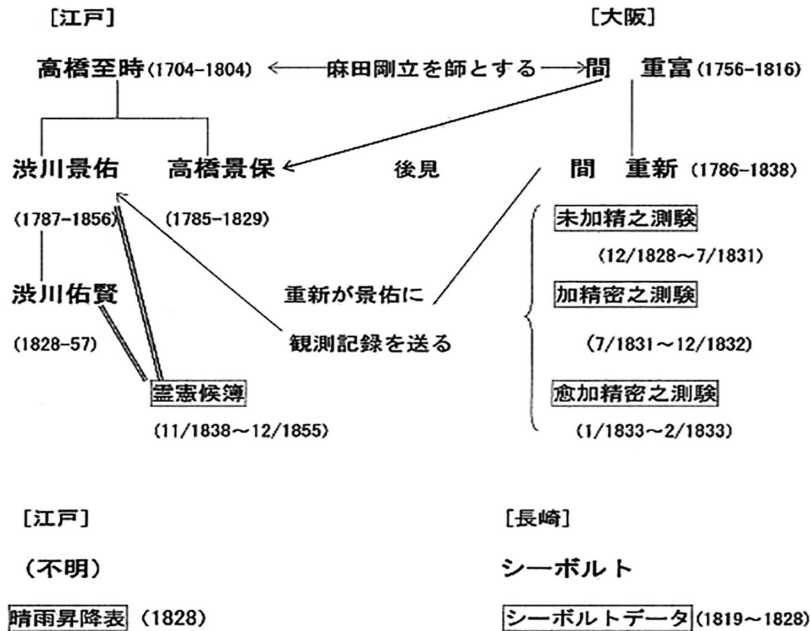 [江戸] [大阪]
高橋至時(1704-1804) 麻田剛立を師とする 間 重富(1756-1816)
渋川景佑 高橋景保 後見 間 重新(1786-1838)
(1787-1856) (1785-1829) 未加精之測験
(12/1828～7/1831)
渋川佑賢 重新が景佑に 加精密之測験
(1828-57) 観測記録を送る (7/1831～12/1832)
霊憲候簿 愈加精密之測験
(11/1838～12/1855) (1/1833～2/1833)
[江戸] [長崎]
(不明) シーボルト
晴雨昇降表 (1828) シーボルトデータ(1819～1828)